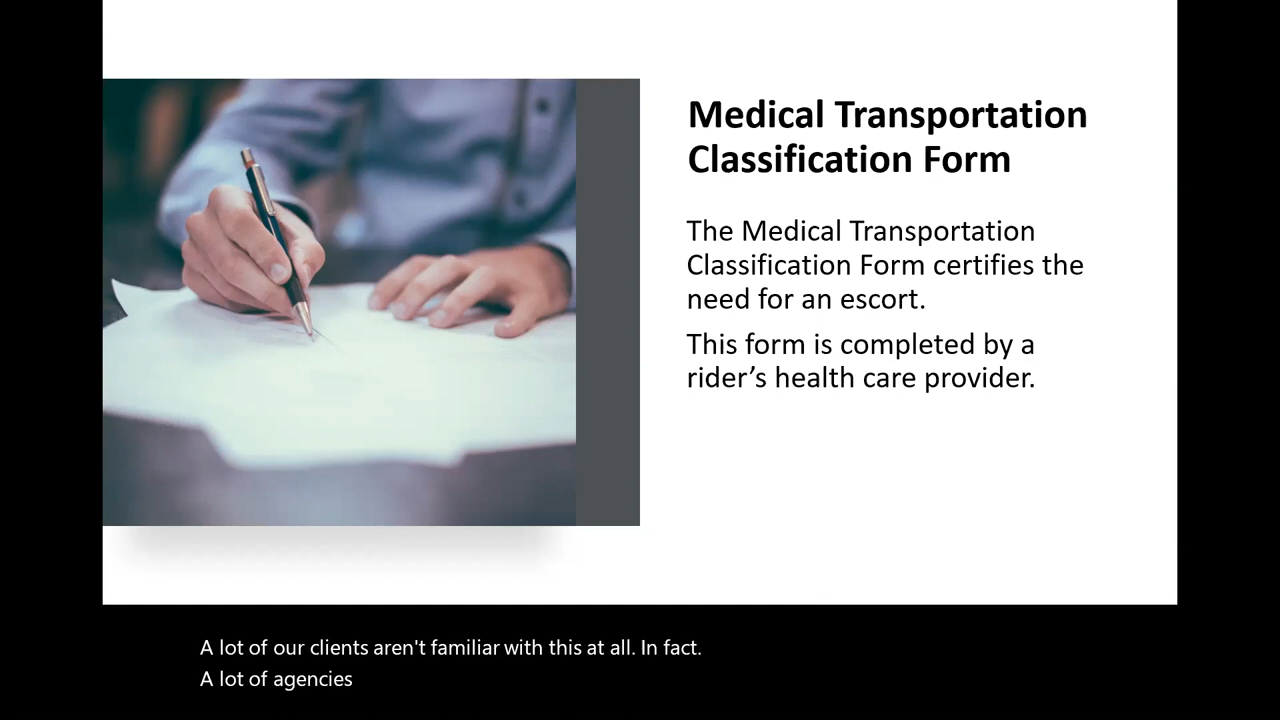 Medical Transportation
Classification Form
The Medical Transportation
Classification Form certifies the
need for an escort.
This form is completed by a
rider’s health care provider.
A lot of our clients aren't familiar with this at all. In fact.
A lot of agencies